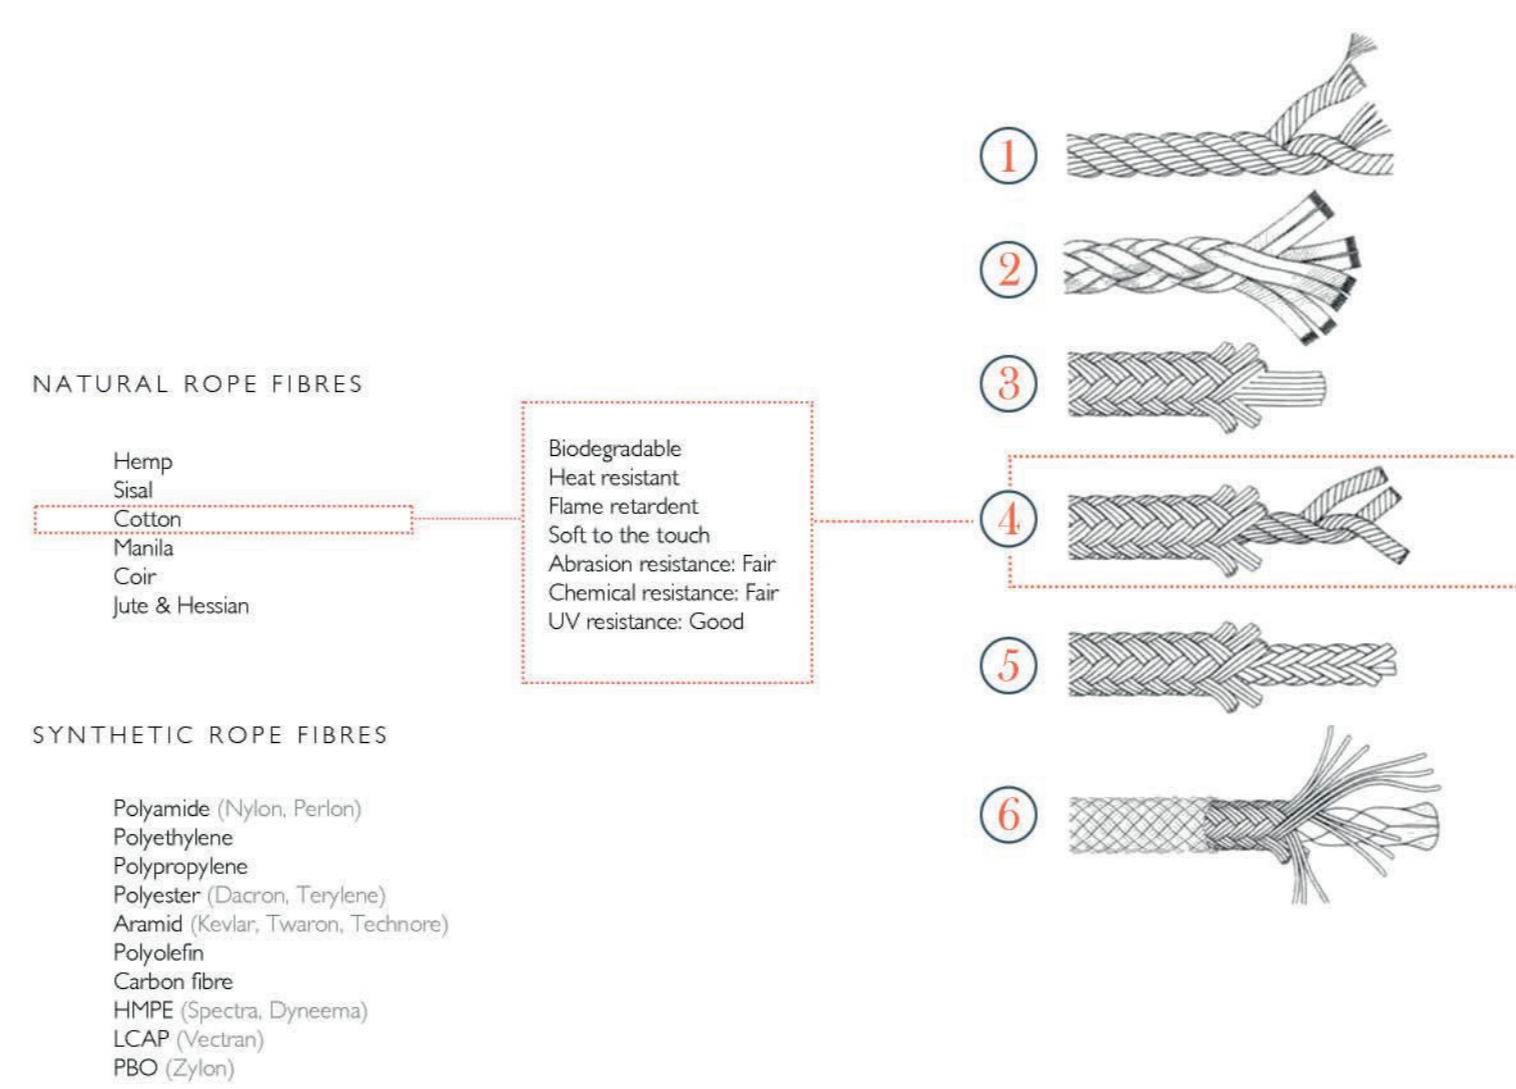 NATURAL ROPE FIBRES
Hemp
Sisal
Cotton
Manila
Coir
Jute & Hessian
Biodegradable
Heat resistant
Flame retardent
Soft to the touch
Abrasion resistance: Fair
Chemical resistance: Fair
UV resistance: Good
SYNTHETIC ROPE FIBRES
Polyamide (Nylon, Perlon)
Polyethylene
Polypropylene
Polyester (Dacron, Terylene)
Aramid (Kevlar, Twaron, Technore)
Polyolefin
Carbon fibre
HMPE (Spectra, Dyneema)
LCAP (Vectran)
PBO (Zylon)
1
2
3
4
5
6